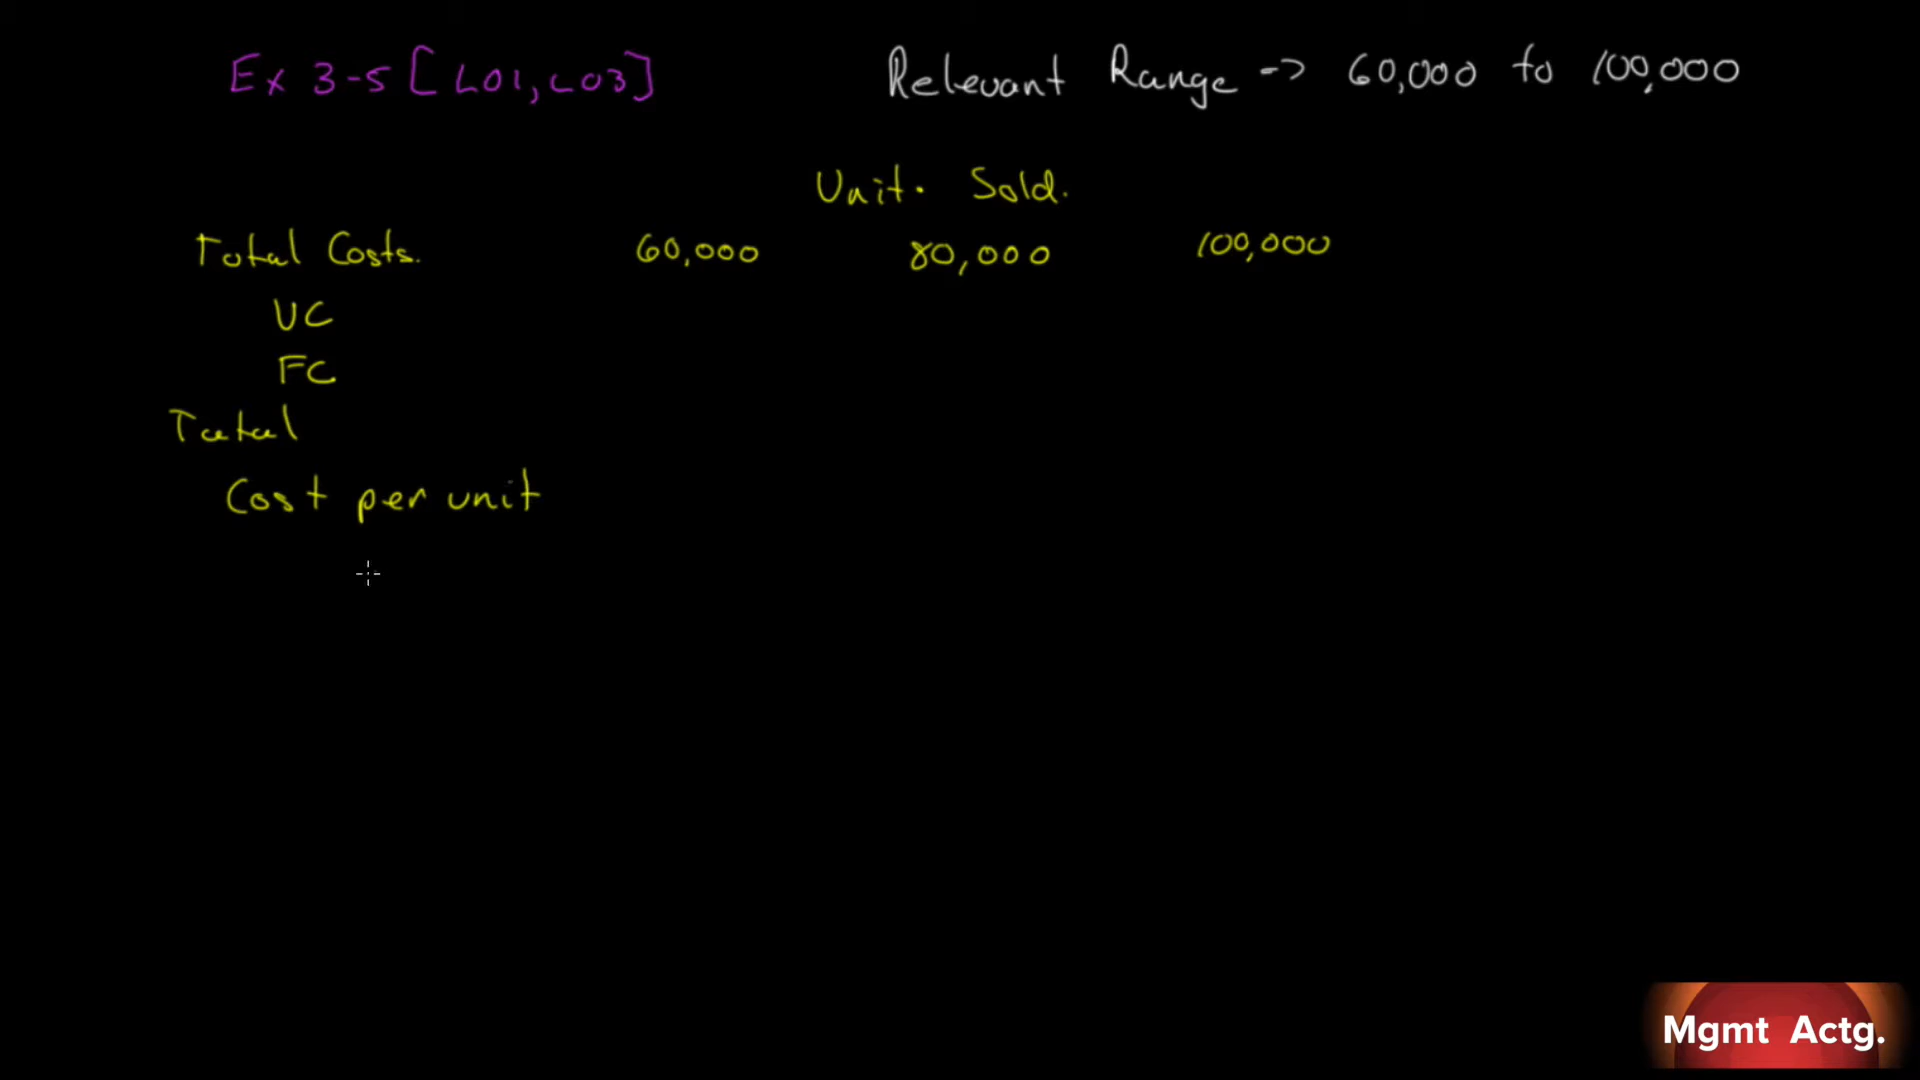 Ex 3-5 [LO1, LO3]
Relevant Range -> 60,000 to 100,000
Unit. Sold.
Total Costs. 60,000 80,000 100,000
VC
FC
Total
Cost per unit
Mgmt Actg.